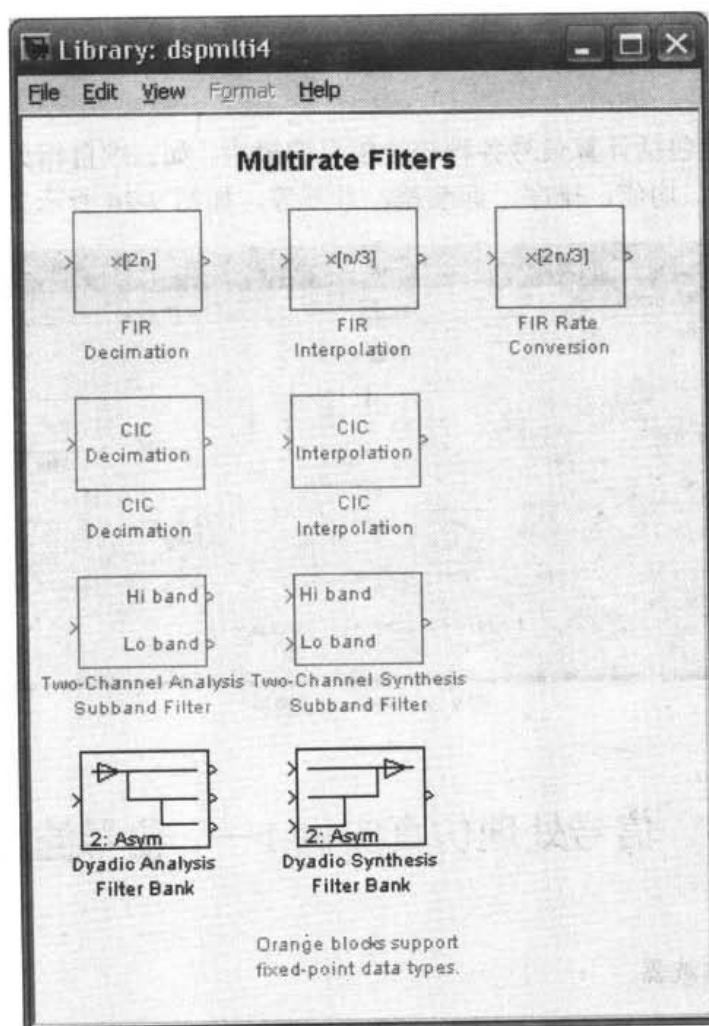 Library: dspmlti4
File Edit View Format Help
Multirate Filters
x[2n] x[n/3] x[2n/3]
FIR Decimation
FIR Interpolation
FIR Rate Conversion
CIC Decimation
CIC Interpolation
CIC Decimation
CIC Interpolation
Hi band
Lo band
Hi band
Lo band
Two-Channel Analysis Subband Filter
Two-Channel Synthesis Subband Filter
2: Asym
2: Asym
Dyadic Analysis Filter Bank
Dyadic Synthesis Filter Bank
Orange blocks support
fixed-point data types.